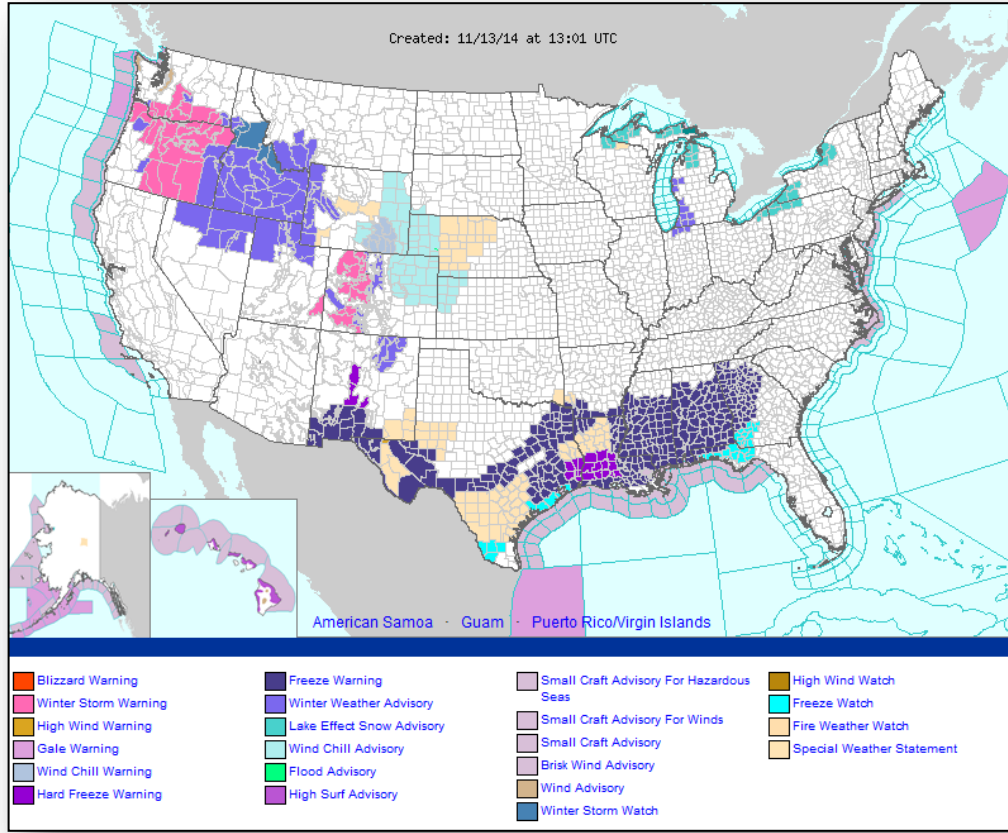 Created: 11/13/14 at 13:01 UTC
American Samoa - Guam - Puerto Rico/Virgin Islands
Blizzard Warning
Winter Storm Warning
High Wind Warning
Gale Warning
Wind Chill Warning
Hard Freeze Warning
Freeze Warning
Winter Weather Advisory
Lake Effect Snow Advisory
Wind Chill Advisory
Flood Advisory
High Surf Advisory
Small Craft Advisory For Hazardous
Seas
Small Craft Advisory For Winds
Small Craft Advisory
Brisk Wind Advisory
Wind Advisory
Winter Storm Watch
High Wind Watch
Freeze Watch
Fire Weather Watch
Special Weather Statement